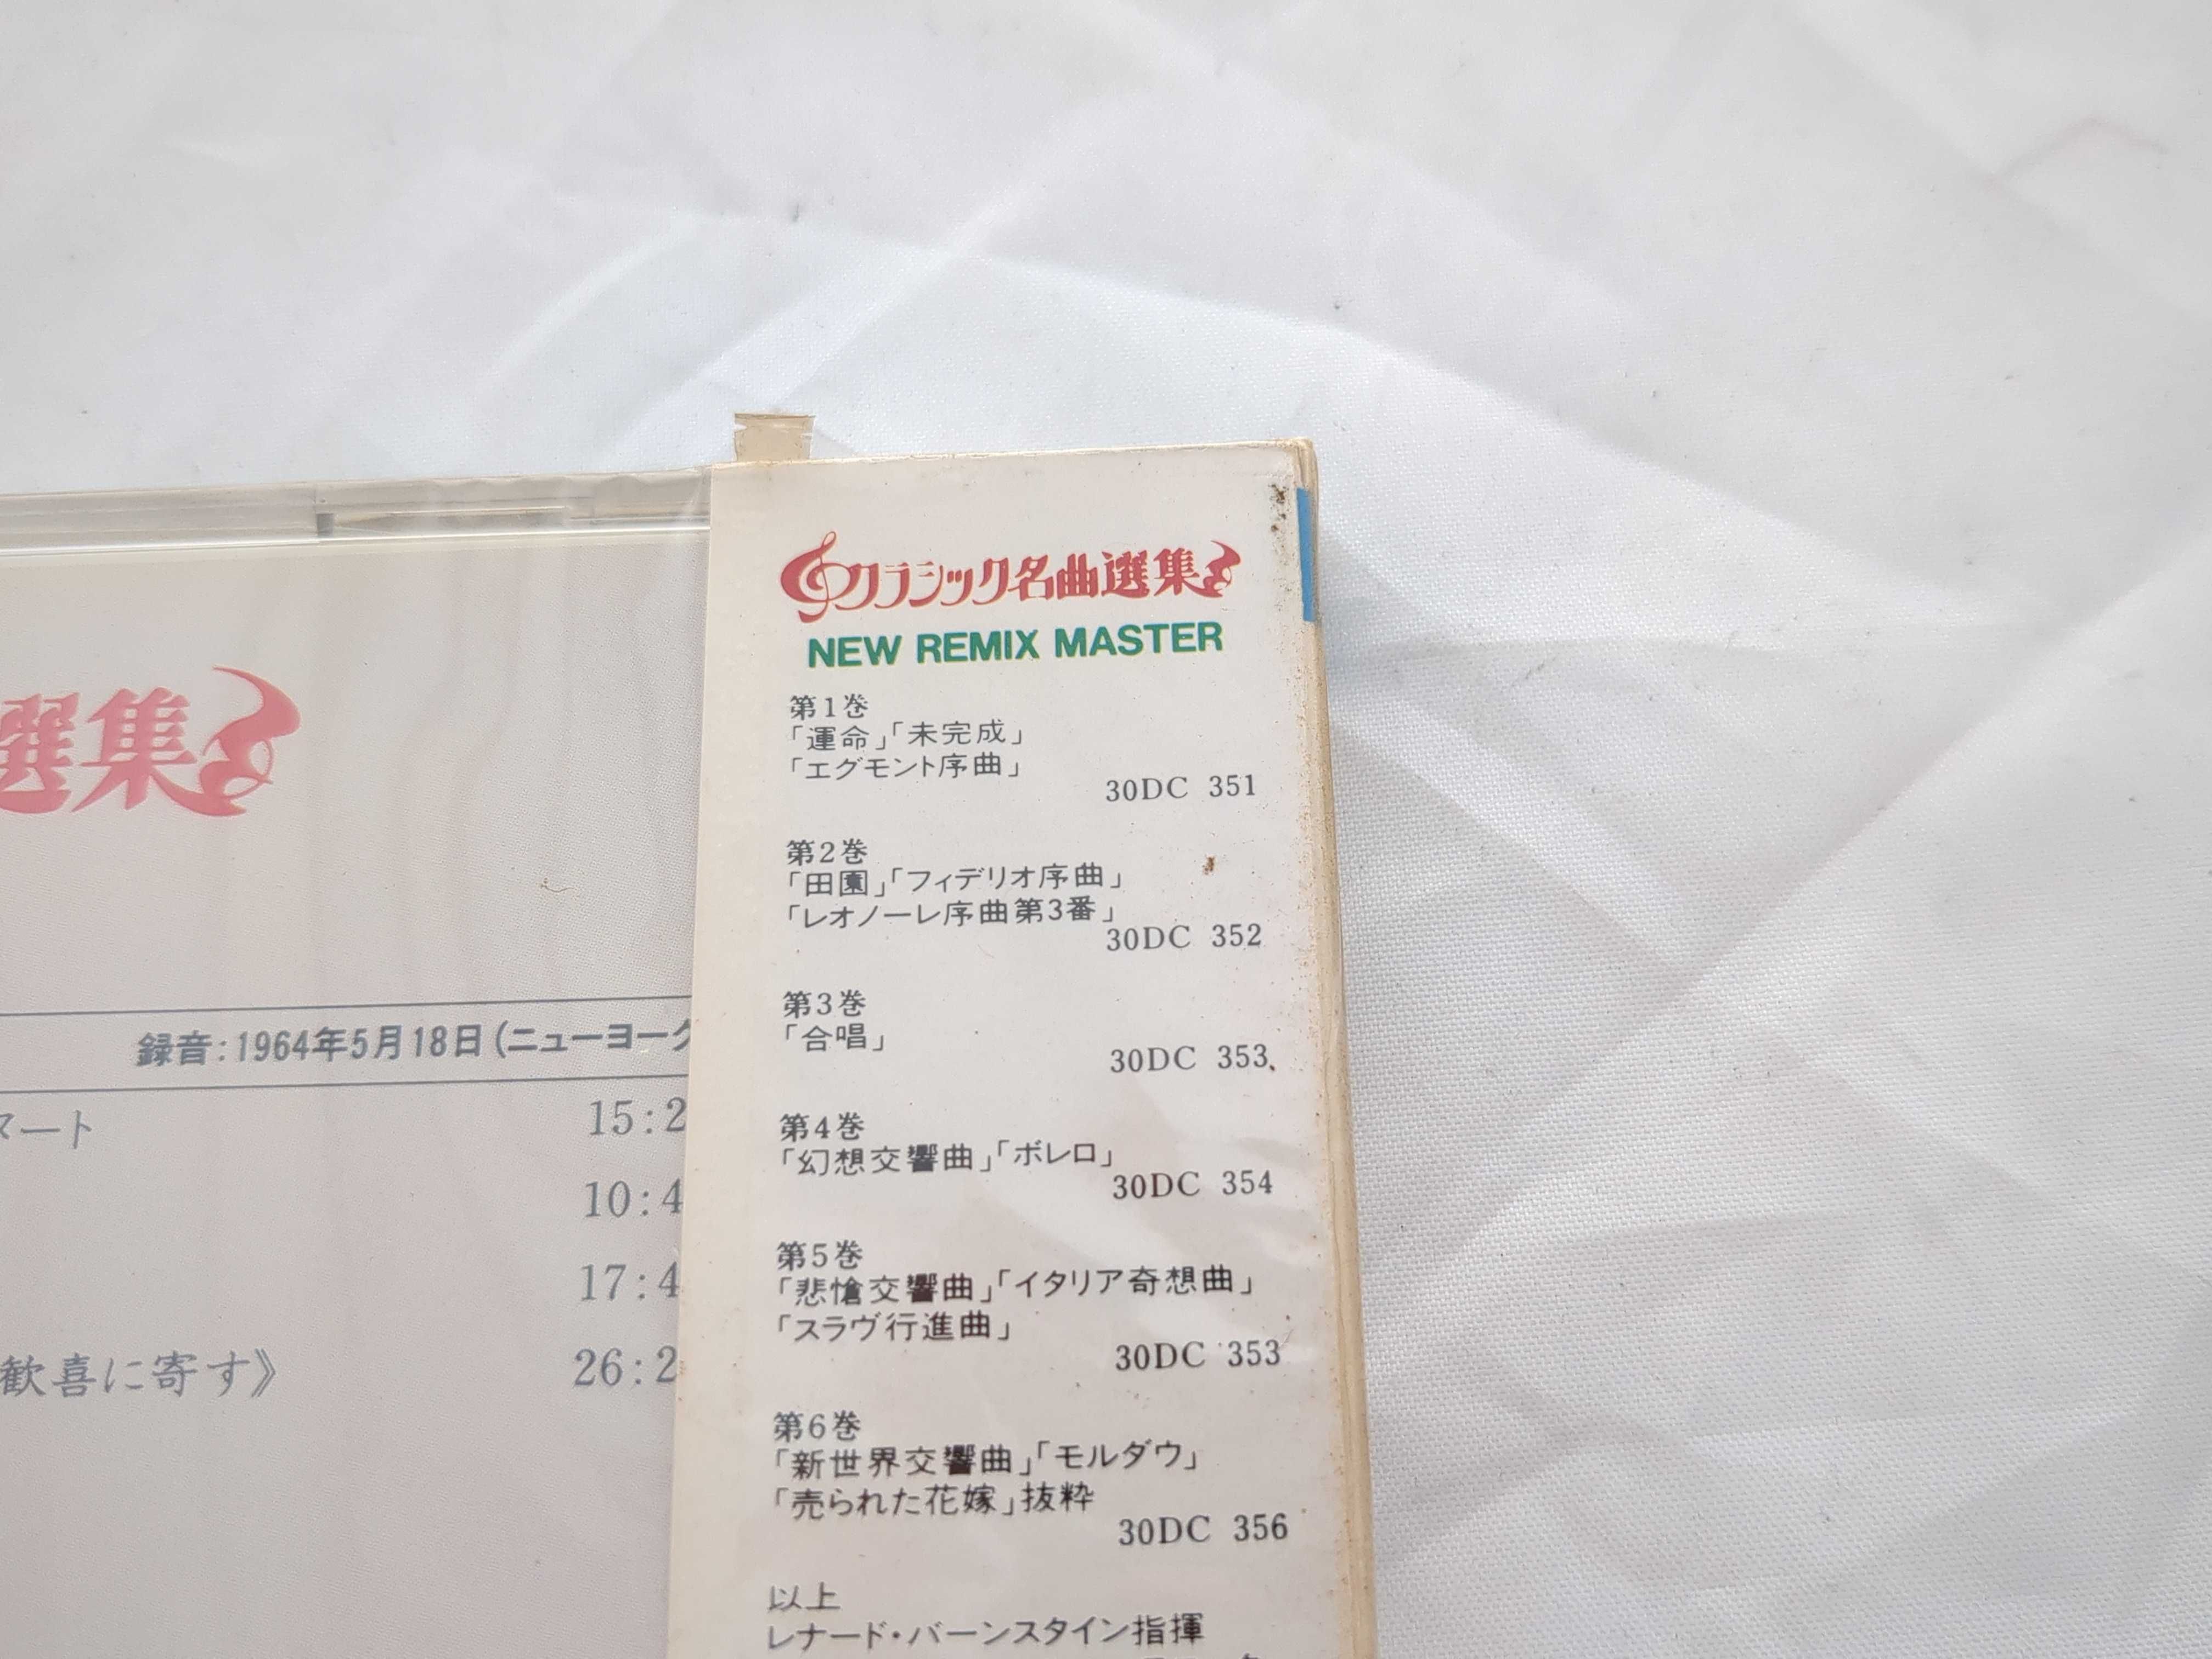 選集
録音:1964年5月18日(ニューヨーク
マート
15:2
10:4
17:4
歓喜に寄す》
26:2
クラシック名曲選集
NEW REMIX MASTER
第1巻
「運命」「未完成」
「エグモント序曲」
30DC 351
第2巻
「田園」「フィデリオ序曲」
「レオノーレ序曲第3番」
30DC 352
第3巻
「合唱」
30DC 353
第4巻
「幻想交響曲」「ボレロ」
30DC 354
第5巻
「悲愴交響曲」「イタリア奇想曲」
「スラヴ行進曲」
30DC 353
第6巻
「新世界交響曲」「モルダウ」
「売られた花嫁」抜粋
30DC 356
以上
レナード・バーンスタイン指揮